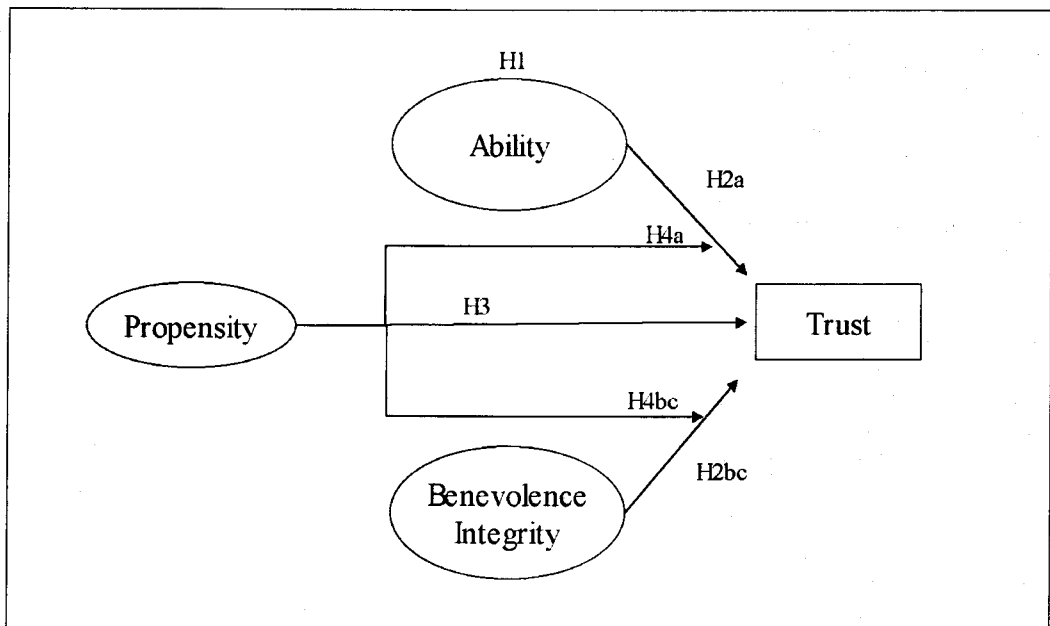 H1
Ability
H2a
H4a
H3
Propensity
Trust
H4bc
H2bc
Benevolence
Integrity